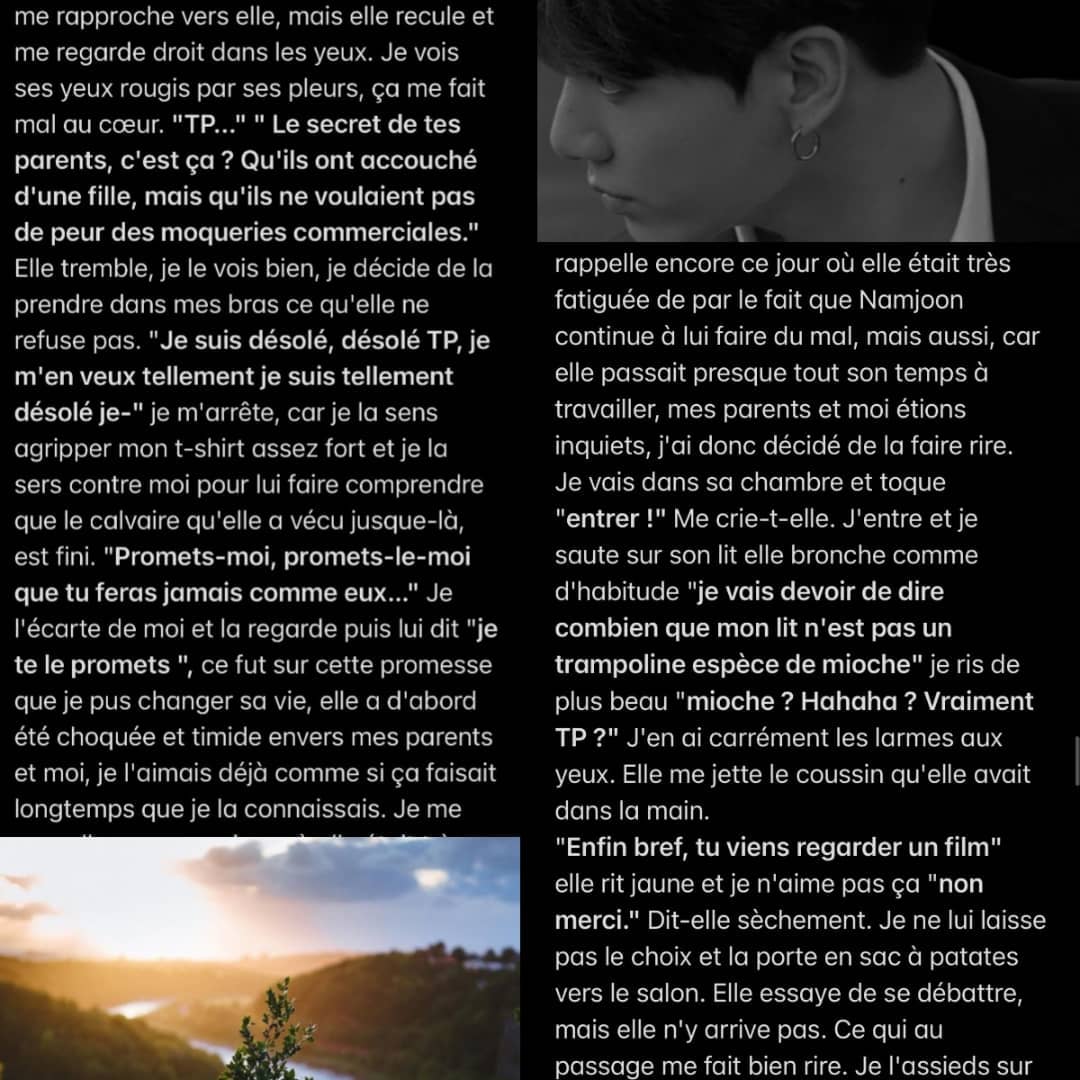 me rapproche vers elle, mais elle recule et
me regarde droit dans les yeux. Je vois
ses yeux rougis par ses pleurs, ça me fait
mal au cœur. "TP..." " Le secret de tes
parents, c'est ça ? Qu'ils ont accouché
d'une fille, mais qu'ils ne voulaient pas
de peur des moqueries commerciales."
Elle tremble, je le vois bien, je décide de la
prendre dans mes bras ce qu'elle ne
refuse pas. "Je suis désolé, désolé TP, je
m'en veux tellement je suis tellement
désolé je-" je m'arrête, car je la sens
agripper mon t-shirt assez fort et je la
sers contre moi pour lui faire comprendre
que le calvaire qu'elle a vécu jusque-là,
est fini. "Promets-moi, promets-le-moi
que tu feras jamais comme eux..." Je
l'écarte de moi et la regarde puis lui dit "je
te le promets ", ce fut sur cette promesse
que je pus changer sa vie, elle a d'abord
été choquée et timide envers mes parents
et moi, je l'aimais déjà comme si ça faisait
longtemps que je la connaissais. Je me
rappelle encore ce jour où elle était très
fatiguée de par le fait que Namjoon
continue à lui faire du mal, mais aussi, car
elle passait presque tout son temps à
travailler, mes parents et moi étions
inquiets, j'ai donc décidé de la faire rire.
Je vais dans sa chambre et toque
"entrer !" Me crie-t-elle. J'entre et je
saute sur son lit elle bronche comme
d'habitude "je vais devoir de dire
combien que mon lit n'est pas un
trampoline espèce de mioche" je ris de
plus beau "mioche ? Hahaha ? Vraiment
TP ?" J'en ai carrément les larmes aux
yeux. Elle me jette le coussin qu'elle avait
dans la main.
"Enfin bref, tu viens regarder un film"
elle rit jaune et je n'aime pas ça "non
merci." Dit-elle sèchement. Je ne lui laisse
pas le choix et la porte en sac à patates
vers le salon. Elle essaye de se débattre,
mais elle n'y arrive pas. Ce qui au
passage me fait bien rire. Je l'assieds sur